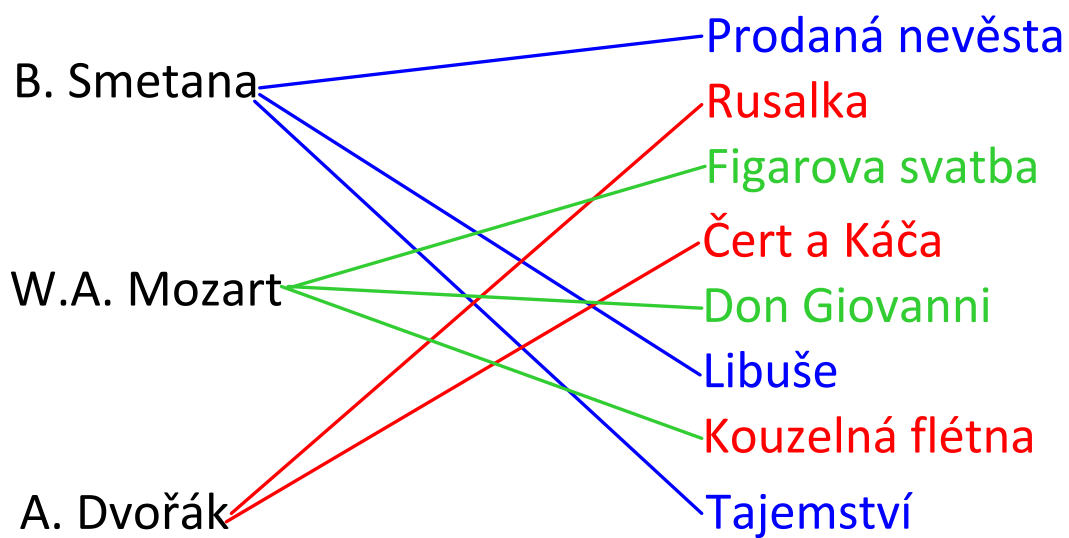 B. Smetana
W.A. Mozart
A. Dvořák
Prodaná nevěsta
Rusalka
Figarova svatba
Čert a Káča
Don Giovanni
Libuše
Kouzelná flétna
Tajemství